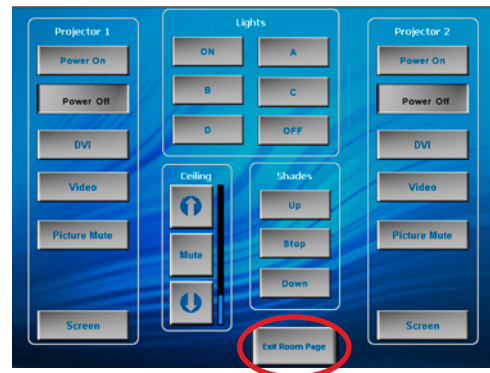 Projector 1
Power On
Power Off
DVI
Video
Picture Mute
Screen
Lights
ON
A
B
C
D
OFF
Ceiling
Mute
Shades
Up
Stop
Down
Exit Room Page
Projector 2
Power On
Power Off
DVI
Video
Picture Mute
Screen